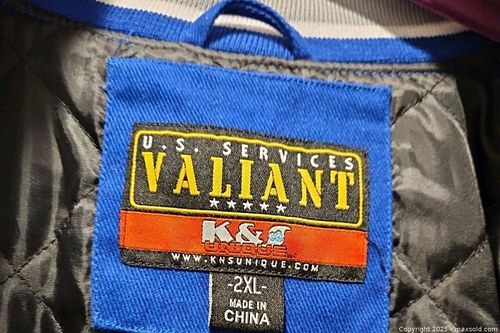 U.S. SERVICES
VALIANT
K&S
UNIQUE
WWW.KNSUNIQUE.COM
-2XL-
MADE IN
CHINA
Copyright 2025 - maxsold.com